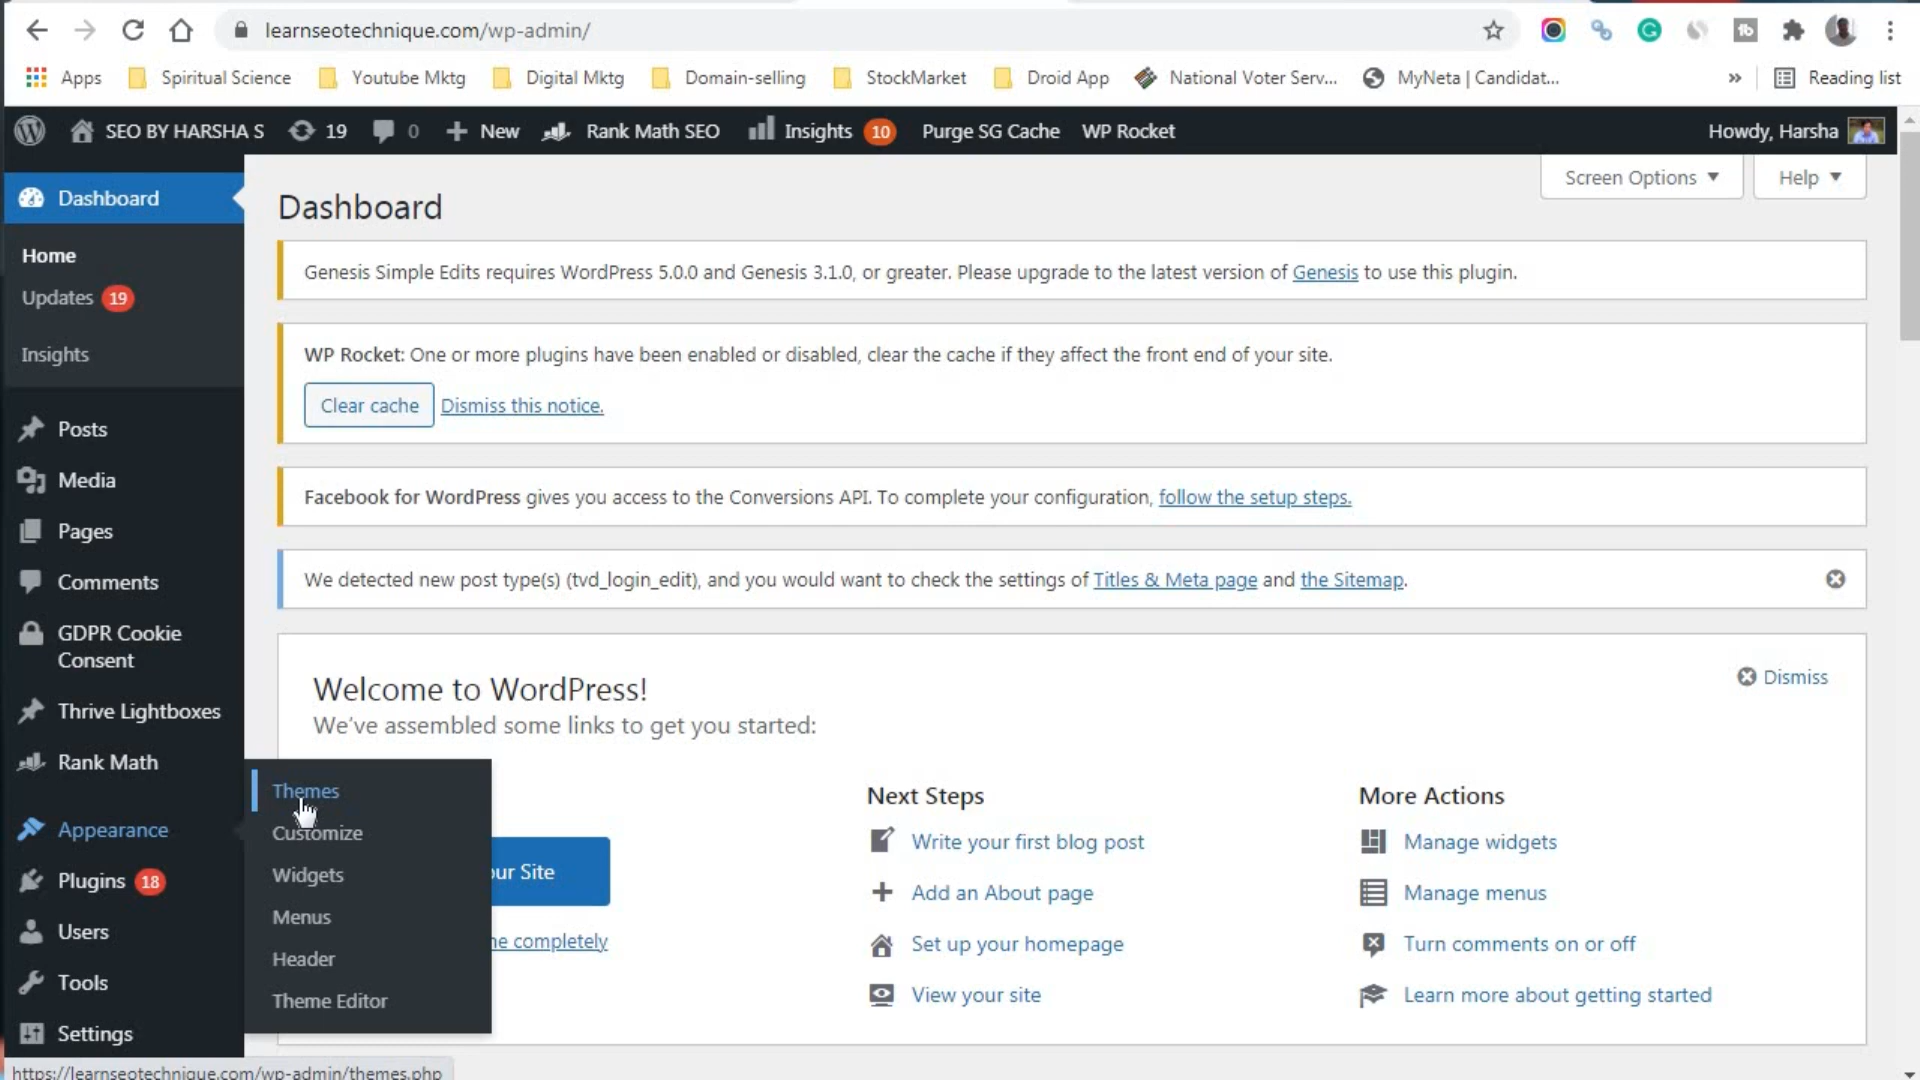 learnseotechnique.com/wp-admin/
Apps Spiritual Science Youtube Mktg Digital Mktg Domain-selling StockMarket Droid App National Voter Serv... MyNeta | Candidat... » Reading list
SEO BY HARSHA S 19 0 New Rank Math SEO Insights 10 Purge SG Cache WP Rocket Howdy, Harsha
Screen Options Help
Dashboard
Home
Updates 19
Insights
Posts
Media
Pages
Comments
GDPR Cookie
Consent
Thrive Lightboxes
Rank Math
Appearance
Plugins 18
Users
Tools
Settings
Themes
Customize
Widgets
Menus
Header
Theme Editor
Dashboard
Genesis Simple Edits requires WordPress 5.0.0 and Genesis 3.1.0, or greater. Please upgrade to the latest version of Genesis to use this plugin.
WP Rocket: One or more plugins have been enabled or disabled, clear the cache if they affect the front end of your site.
Clear cache Dismiss this notice.
Facebook for WordPress gives you access to the Conversions API. To complete your configuration, follow the setup steps.
We detected new post type(s) (tvd_login_edit), and you would want to check the settings of Titles & Meta page and the Sitemap.
Welcome to WordPress!
Dismiss
We've assembled some links to get you started:
Site
completely
Next Steps
Write your first blog post
Add an About page
Set up your homepage
View your site
More Actions
Manage widgets
Manage menus
Turn comments on or off
Learn more about getting started
https://learnseotechnique.com/wp-admin/themes.php